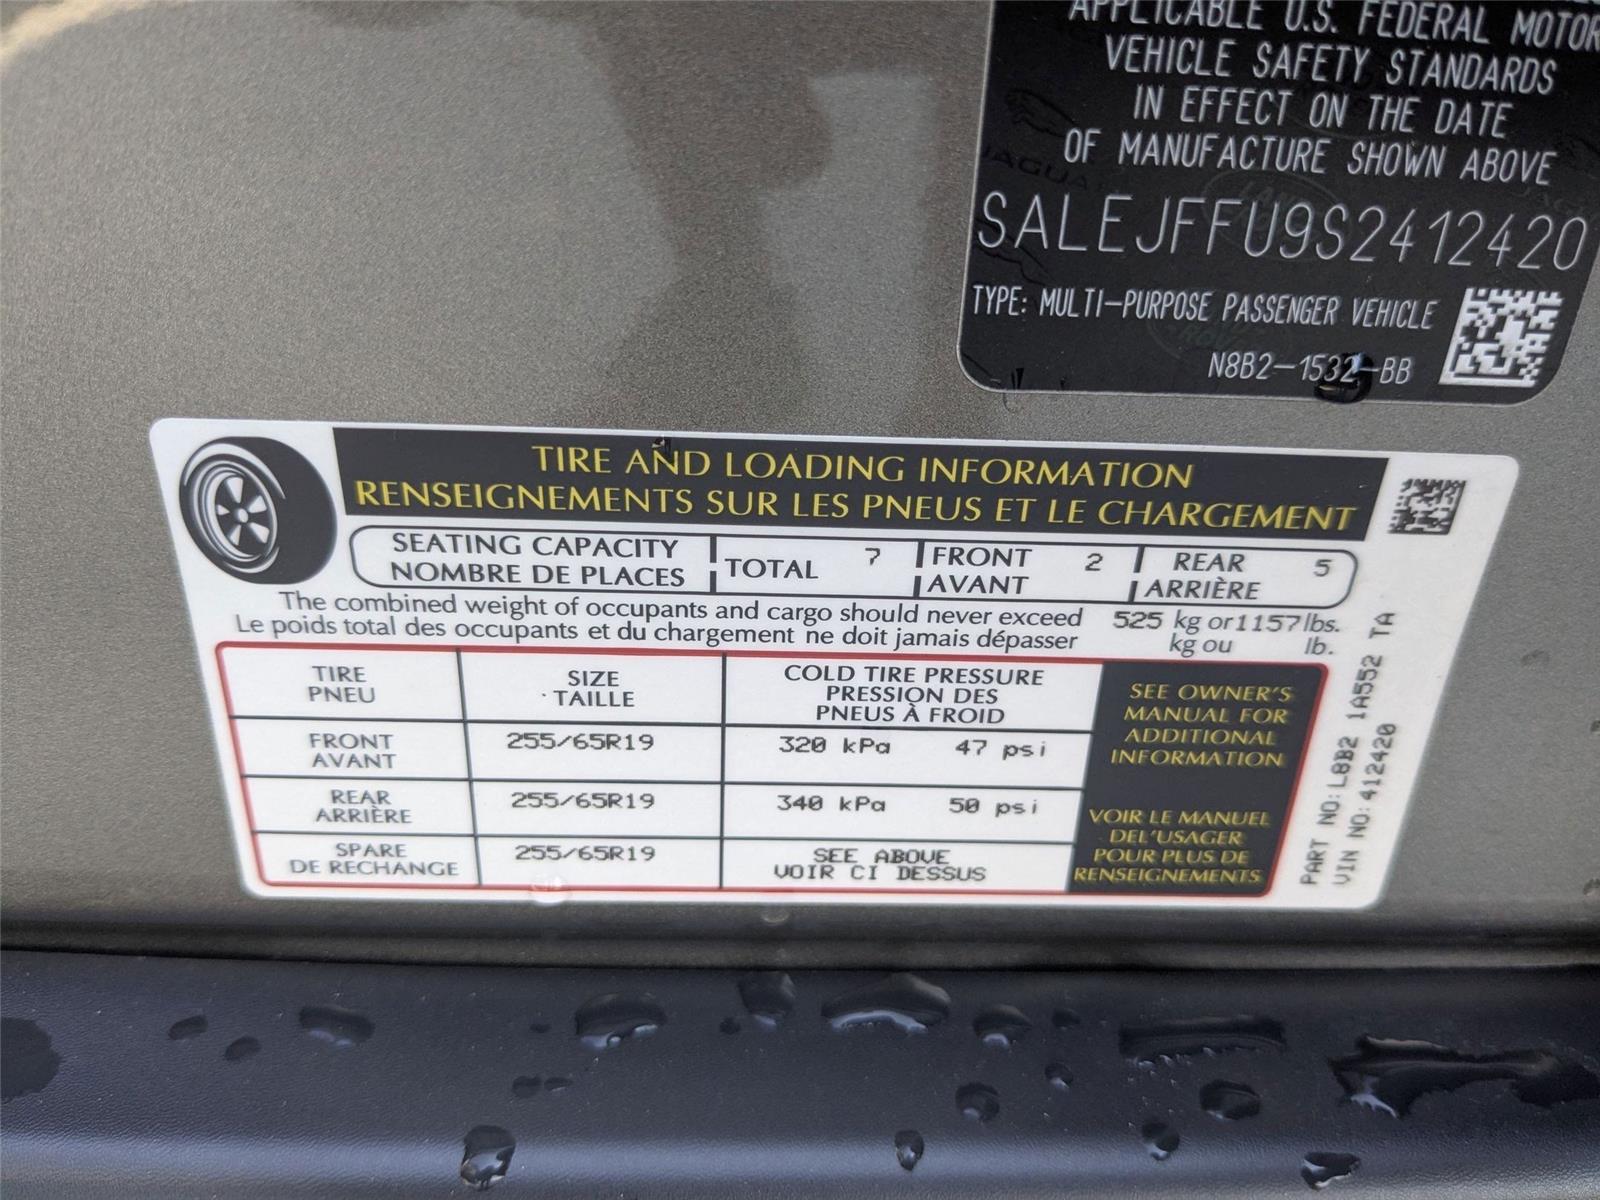 APPLICABLE U.S. FEDERAL MOTOR
VEHICLE SAFETY STANDARDS
IN EFFECT ON THE DATE
OF MANUFACTURE SHOWN ABOVE
SALEJFFU9S2412420
TYPE: MULTI-PURPOSE PASSENGER VEHICLE
N8B2-1532-BB
TIRE AND LOADING INFORMATION
RENSEIGNEMENTS SUR LES PNEUS ET LE CHARGEMENT
SEATING CAPACITY
NOMBRE DE PLACES
TOTAL 7
FRONT 2
AVANT
REAR 5
ARRIÈRE
The combined weight of occupants and cargo should never exceed 525 kg or 1157 lbs.
Le poids total des occupants et du chargement ne doit jamais dépasser kg ou lb.
TIRE
PNEU
SIZE
TAILLE
COLD TIRE PRESSURE
PRESSION DES
PNEUS À FROID
FRONT
AVANT
255/65R19
320 kPa 47 psi
REAR
ARRIÈRE
255/65R19
340 kPa 50 psi
SPARE
DE RECHANGE
255/65R19
SEE ABOVE
VOIR CI DESSUS
SEE OWNER'S
MANUAL FOR
ADDITIONAL
INFORMATION
VOIR LE MANUEL
DEL'USAGER
POUR PLUS DE
RENSEIGNEMENTS
PART NO: L8B2 1A552 TA
VIN NO: 412420